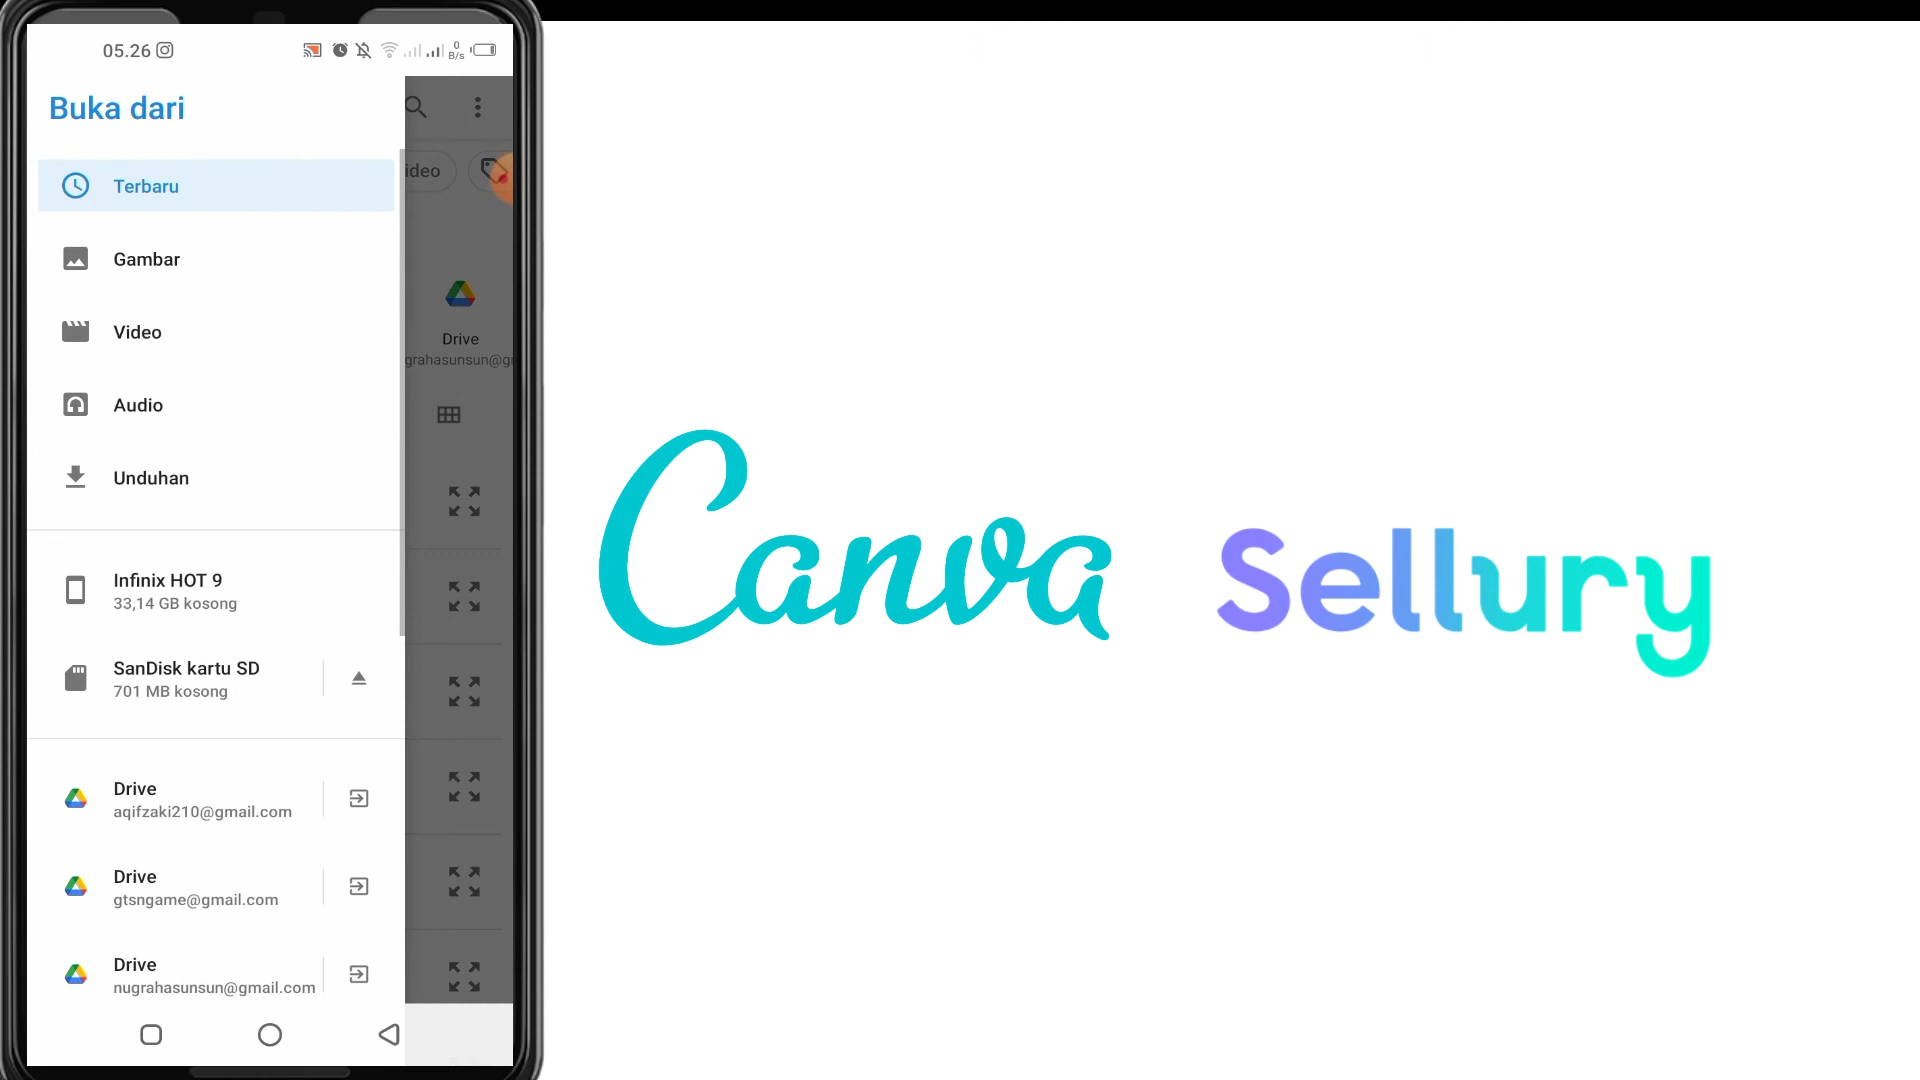 05.26
0
B/s
Buka dari
Terbaru
ideo
Gambar
Video
Drive
grahasunsun@g
Audio
Unduhan
Infinix HOT 9
33,14 GB kosong
SanDisk kartu SD
701 MB kosong
Drive
aqifzaki210@gmail.com
Drive
gtsngame@gmail.com
Drive
nugrahasunsun@gmail.com
Canva
Sellury